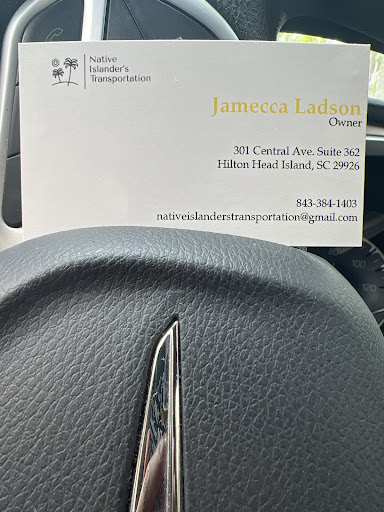 Native
Islander's
Transportation
Jamecca Ladson
Owner
301 Central Ave. Suite 362
Hilton Head Island, SC 29926
843-384-1403
nativeislanderstransportation@gmail.com